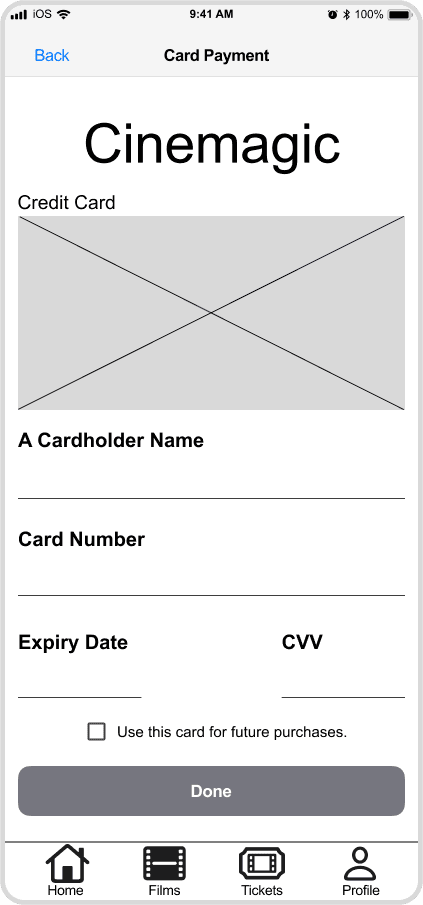 iOS 9:41 AM 100%
Back Card Payment
Cinemagic
Credit Card
A Cardholder Name
Card Number
Expiry Date CVV
Use this card for future purchases.
Done
Home Films Tickets Profile